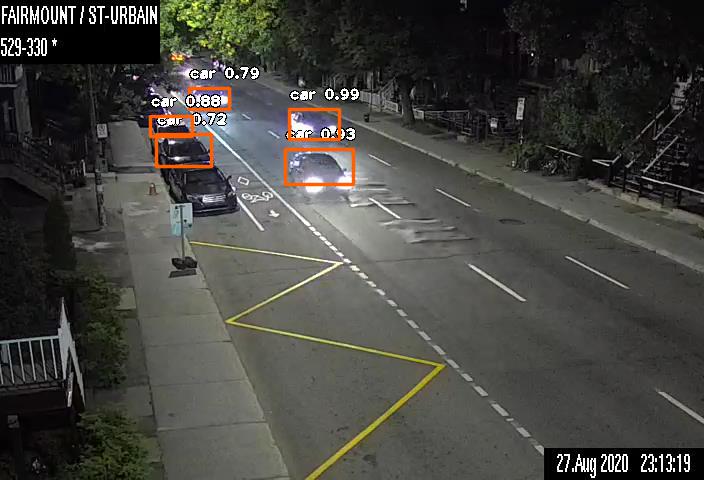 FAIRMOUNT / ST-URBAIN
529-330 *
car 0.79
car 0.99
car 0.88
car 0.72
car 0.93
27.Aug 2020 23:13:19